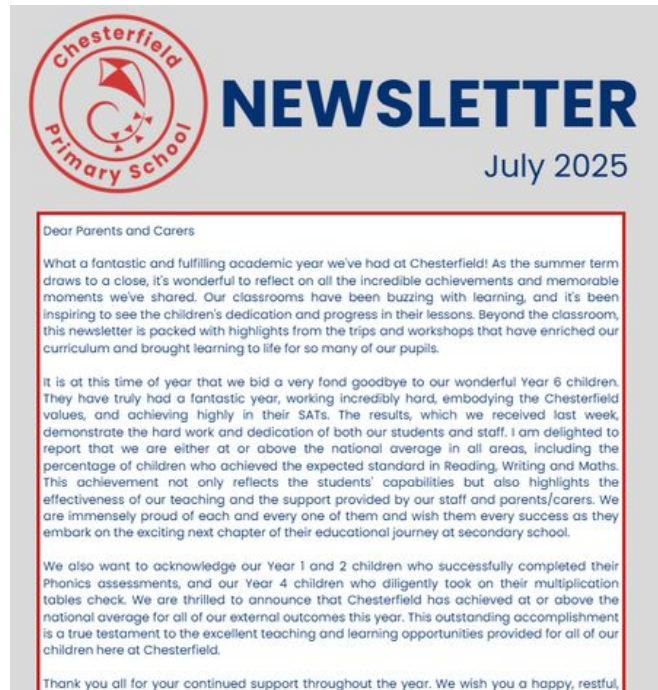 Chesterfield
Primary School
NEWSLETTER
July 2025
Dear Parents and Carers
What a fantastic and fulfilling academic year we've had at Chesterfield! As the summer term
draws to a close, it's wonderful to reflect on all the incredible achievements and memorable
moments we've shared. Our classrooms have been buzzing with learning, and it's been
inspiring to see the children's dedication and progress in their lessons. Beyond the classroom,
this newsletter is packed with highlights from the trips and workshops that have enriched our
curriculum and brought learning to life for so many of our pupils.
It is at this time of year that we bid a very fond goodbye to our wonderful Year 6 children.
They have truly had a fantastic year, working incredibly hard, embodying the Chesterfield
values, and achieving highly in their SATs. The results, which we received last week,
demonstrate the hard work and dedication of both our students and staff. I am delighted to
report that we are either at or above the national average in all areas, including the
percentage of children who achieved the expected standard in Reading, Writing and Maths.
This achievement not only reflects the students' capabilities but also highlights the
effectiveness of our teaching and the support provided by our staff and parents/carers. We
are immensely proud of each and every one of them and wish them every success as they
embark on the exciting next chapter of their educational journey at secondary school.
We also want to acknowledge our Year 1 and 2 children who successfully completed their
Phonics assessments, and our Year 4 children who diligently took on their multiplication
tables check. We are thrilled to announce that Chesterfield has achieved at or above the
national average for all of our external outcomes this year. This outstanding accomplishment
is a true testament to the excellent teaching and learning opportunities provided for all of our
children here at Chesterfield.
Thank you all for your continued support throughout the year. We wish you a happy, restful,